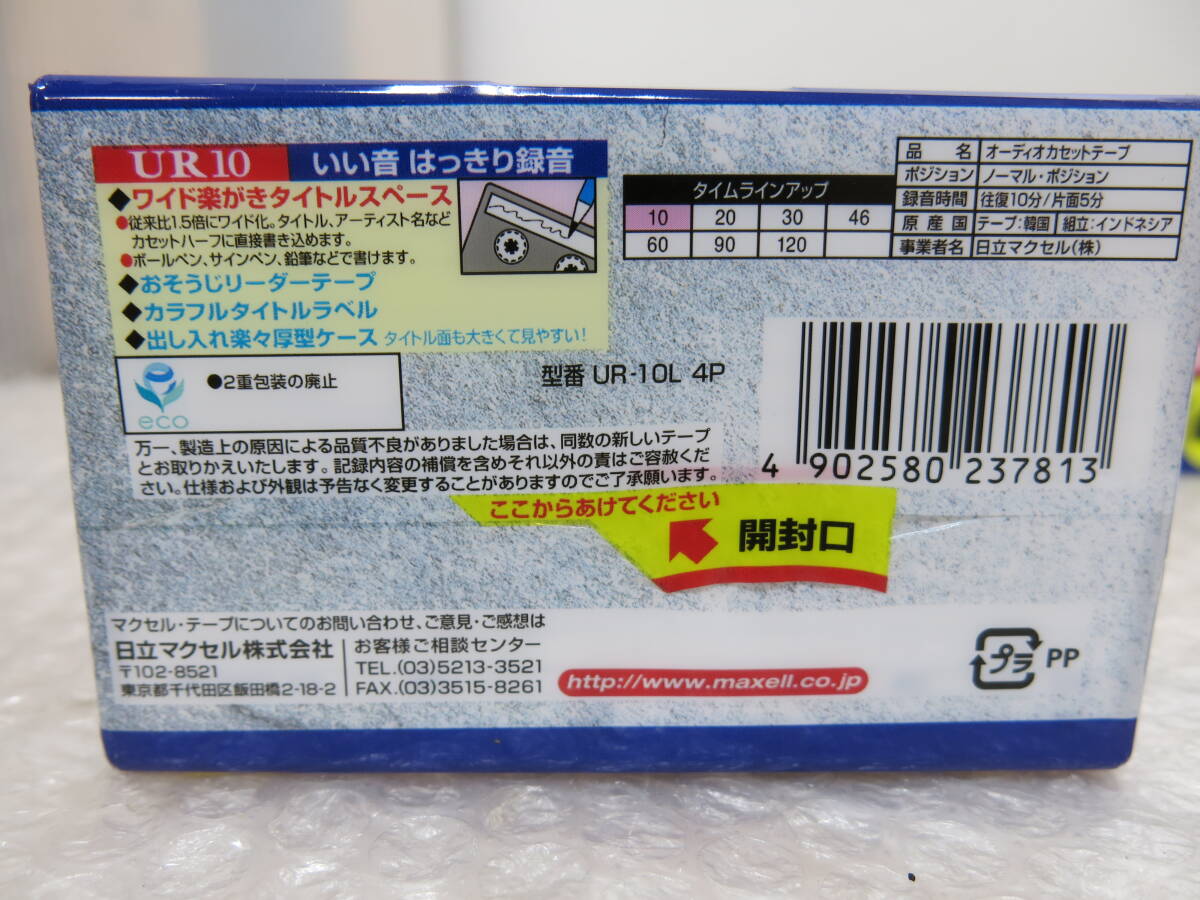 UR10 いい音 はっきり録音
◆ワイド楽がきタイトルスペース
●従来比1.5倍にワイド化。タイトル、アーティスト名など
カセットハーフに直接書き込めます。
●ボールペン、サインペン、鉛筆などで書けます。
◆おそうじリーダーテープ
◆カラフルタイトルラベル
◆出し入れ楽々厚型ケース タイトル面も大きくて見やすい!
タイムラインアップ
10 20 30 46
60 90 120
品名 オーディオカセットテープ
ポジション ノーマル・ポジション
録音時間 往復10分/片面5分
原産国 テープ:韓国 組立:インドネシア
事業者名 日立マクセル(株)
eco
●2重包装の廃止
型番 UR-10L 4P
4 902580 237813
万一、製造上の原因による品質不良がありました場合は、同数の新しいテープ
とお取りかえいたします。記録内容の補償を含めそれ以外の責はご容赦くだ
さい。仕様および外観は予告なく変更することがありますのでご了承願います。
ここからあけてください
開封口
マクセル・テープについてのお問い合わせ、ご意見・ご感想は
日立マクセル株式会社
〒102-8521
東京都千代田区飯田橋2-18-2
お客様ご相談センター
TEL.(03)5213-3521
FAX.(03)3515-8261
http://www.maxell.co.jp
プラ PP